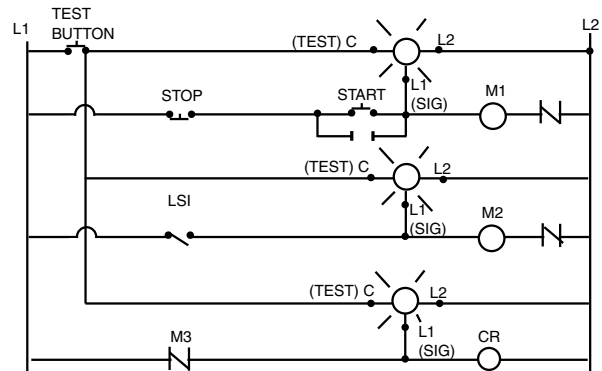 L1
TEST
BUTTON
(TEST) C
L2
L2
L1
(SIG)
STOP
START
M1
(TEST) C
L2
LSI
L1
(SIG)
M2
(TEST) C
L2
M3
L1
(SIG)
CR